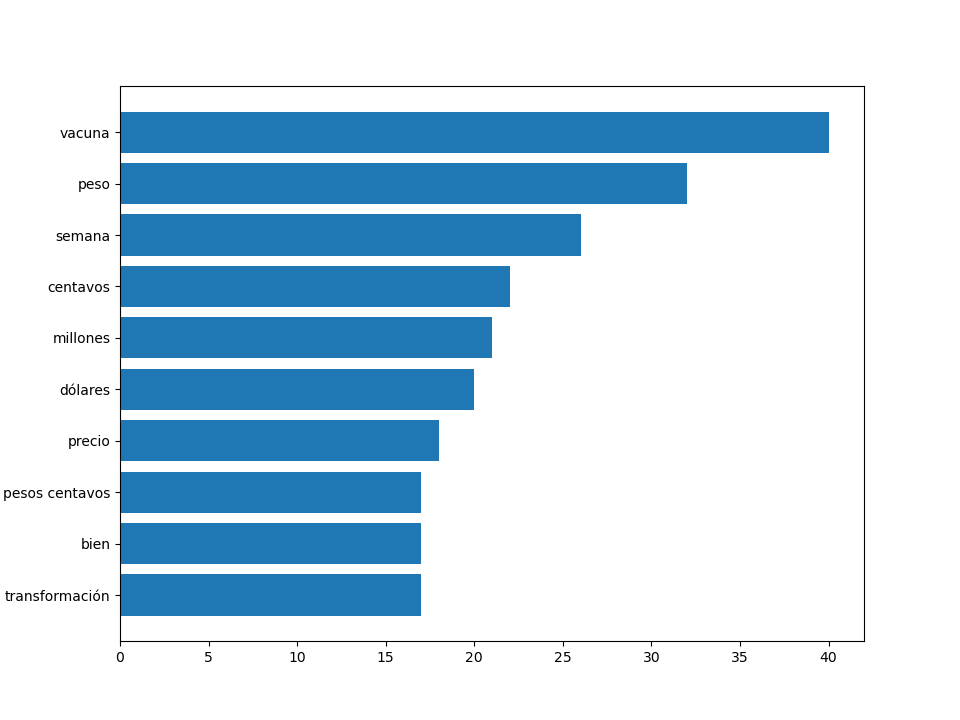 vacuna
peso
semana
centavos
millones
dólares
precio
pesos centavos
bien
transformación
0 5 10 15 20 25 30 35 40